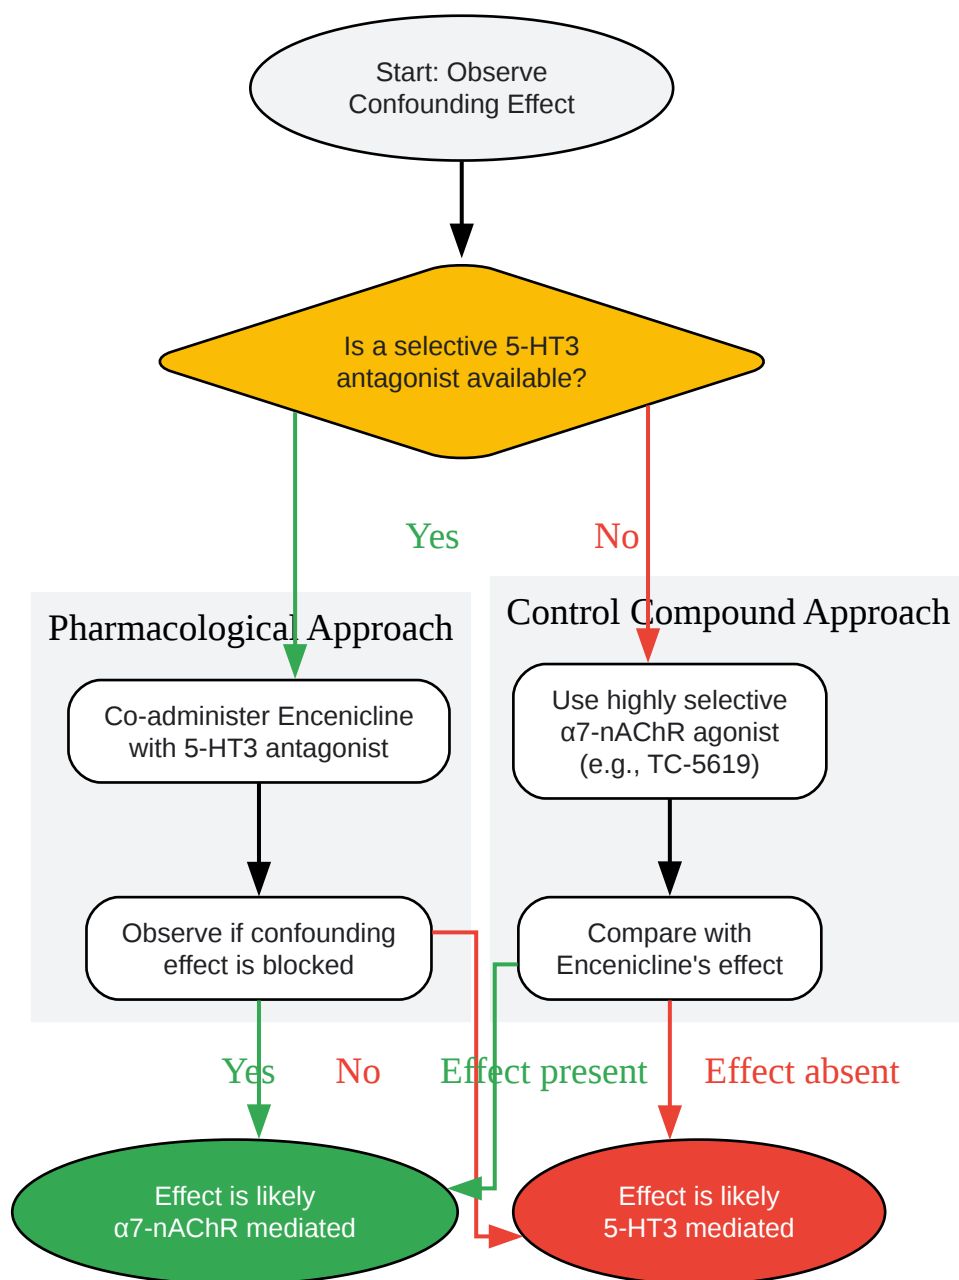 Start: Observe
Confounding Effect
Is a selective 5-HT3
antagonist available?
Yes
No
Pharmacological Approach
Control Compound Approach
Co-administer Encenicline
with 5-HT3 antagonist
Use highly selective
α7-nAChR agonist
(e.g., TC-5619)
Observe if confounding
effect is blocked
Compare with
Encenicline's effect
Yes
No
Effect present
Effect absent
Effect is likely
α7-nAChR mediated
Effect is likely
5-HT3 mediated